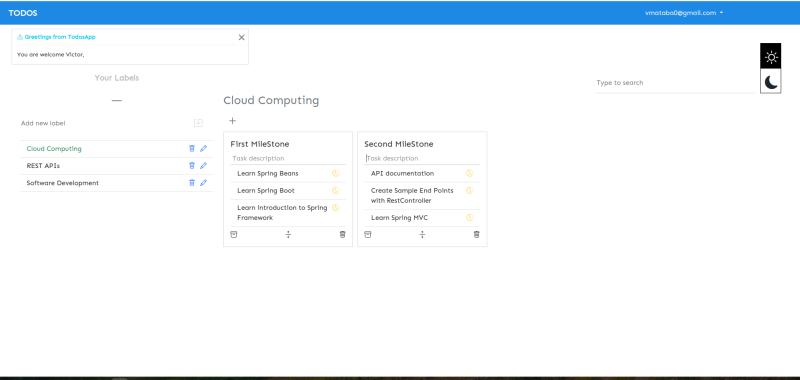 TODOS
vmataba0@gmail.com
Greetings from TodosApp
You are welcome Victor,
Your Labels
Type to search
Cloud Computing
Add new label
Cloud Computing
REST APIs
Software Development
First MileStone
Task description
Learn Spring Beans
Learn Spring Boot
Learn Introduction to Spring
Framework
Second MileStone
Task description
API documentation
Create Sample End Points
with RestController
Learn Spring MVC